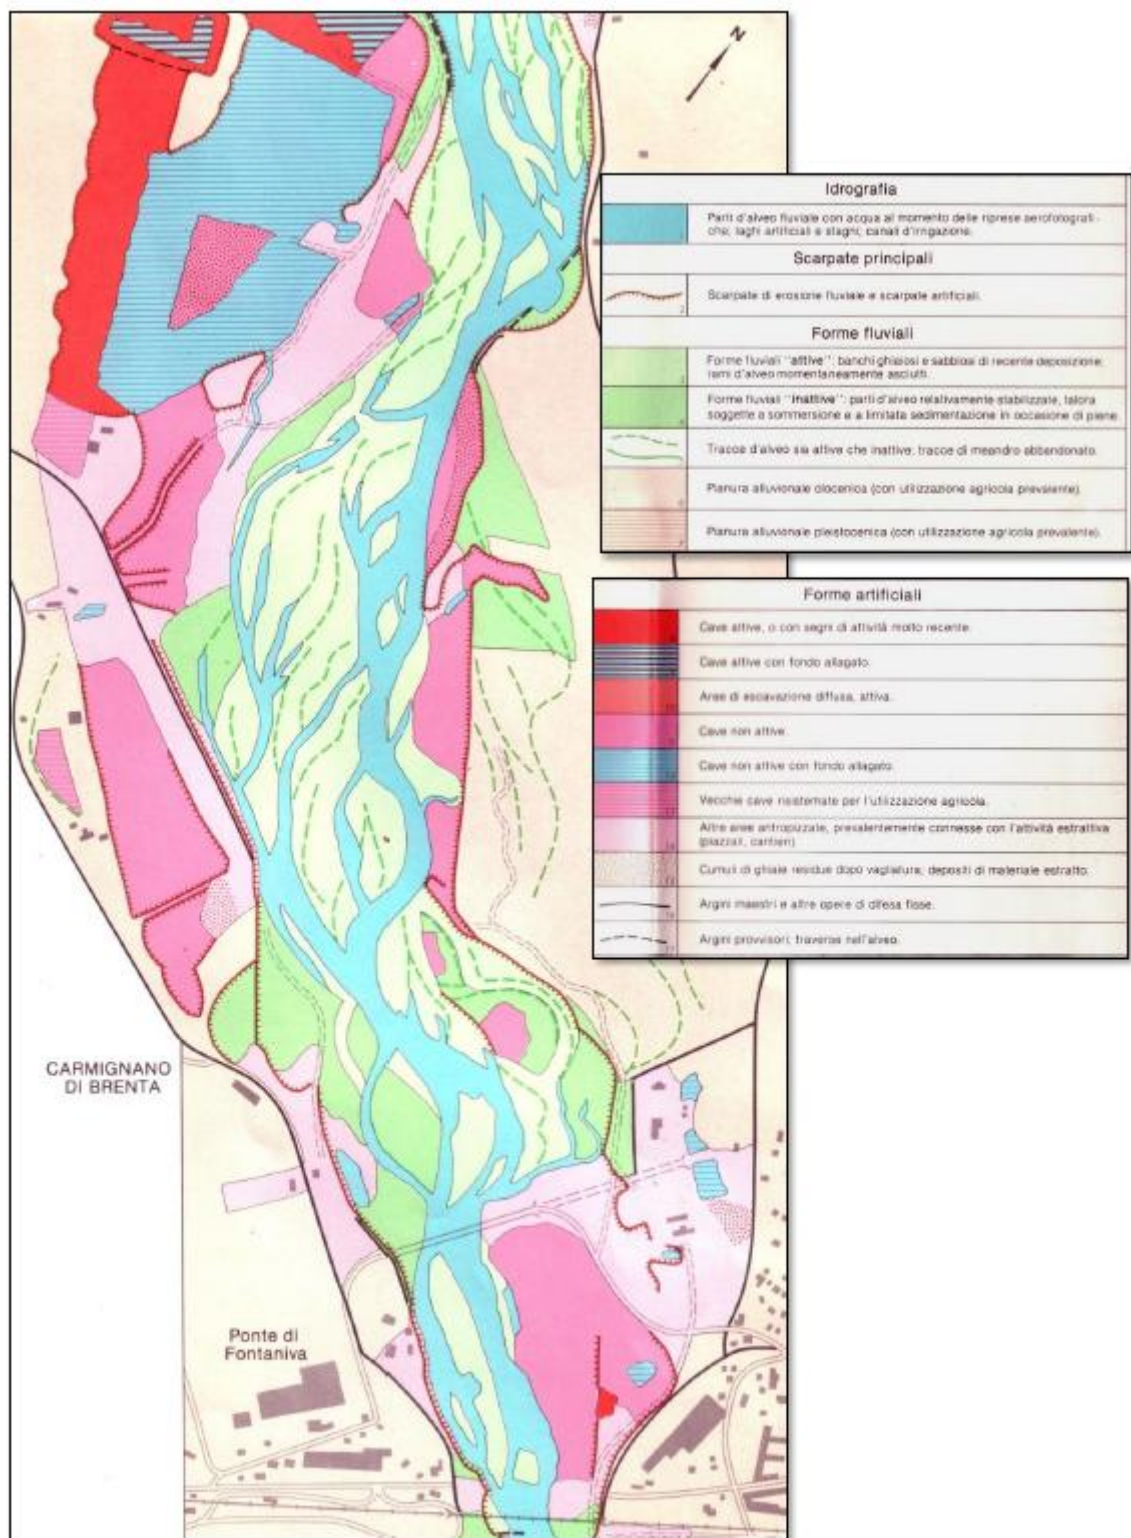 N
Idrografia
Parti d'alveo fluviale con acqua al momento delle riprese aerofotografi-
che; laghi artificiali e stagni; canali d'irrigazione.
Scarpate principali
Scarpate di erosione fluviale e scarpate artificiali.
2
Forme fluviali
Forme fluviali "attive": banchi ghiaiosi e sabbiosi di recente deposizione;
rami d'alveo momentaneamente asciutti.
Forme fluviali "inattive": parti d'alveo relativamente stabilizzate, talora
soggette a sommersione e a limitata sedimentazione in occasione di piene.
Tracce d'alveo sia attive che inattive; tracce di meandro abbandonato.
Pianura alluvionale olocenica (con utilizzazione agricola prevalente).
Pianura alluvionale pleistocenica (con utilizzazione agricola prevalente).
Forme artificiali
Cave attive, o con segni di attività molto recente.
Cave attive con fondo allagato.
Aree di escavazione diffusa, attiva.
Cave non attive.
Cave non attive con fondo allagato.
Vecchie cave risistemate per l'utilizzazione agricola.
Altre aree antropizzate, prevalentemente connesse con l'attività estrattiva
(piazzali, cantieri)
Cumuli di ghiaie residue dopo vagliatura; depositi di materiale estratto.
Argini maestri e altre opere di difesa fisse.
Argini provvisori; traverse nell'alveo.
CARMIGNANO
DI BRENTA
Ponte di
Fontaniva